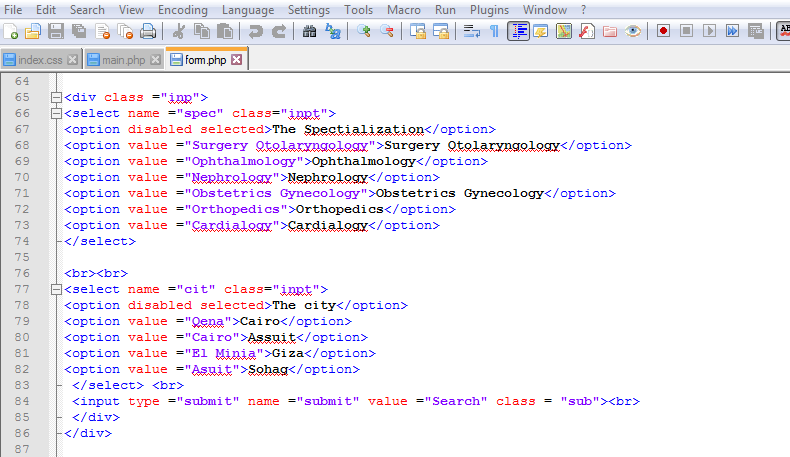 File Edit Search View Encoding Language Settings Tools Macro Run Plugins Window ?
index.css main.php form.php
64
65 <div class ="inp">
66 <select name ="spec" class="inpt">
67 <option disabled selected>The Spectialization</option>
68 <option value ="Surgery Otolaryngology">Surgery Otolaryngology</option>
69 <option value ="Ophthalmology">Ophthalmology</option>
70 <option value ="Nephrology">Nephrology</option>
71 <option value ="Obstetrics Gynecology">Obstetrics Gynecology</option>
72 <option value ="Orthopedics">Orthopedics</option>
73 <option value ="Cardialogy">Cardialogy</option>
74 </select>
75
76 <br><br>
77 <select name ="cit" class="inpt">
78 <option disabled selected>The city</option>
79 <option value ="Qena">Cairo</option>
80 <option value ="Cairo">Assuit</option>
81 <option value ="El Minia">Giza</option>
82 <option value ="Asuit">Sohag</option>
83 </select> <br>
84 <input type ="submit" name ="submit" value ="Search" class = "sub"><br>
85 </div>
86 </div>
87